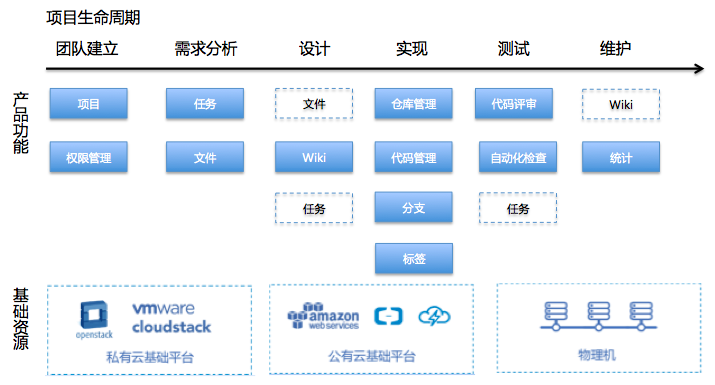 项目生命周期
团队建立 需求分析 设计 实现 测试 维护
产品功能
项目 任务 文件 仓库管理 代码评审 Wiki
权限管理 文件 Wiki 代码管理 自动化检查 统计
任务 分支 任务
标签
基础资源
openstack
vmware
cloudstack
私有云基础平台
amazon
web services
公有云基础平台
物理机